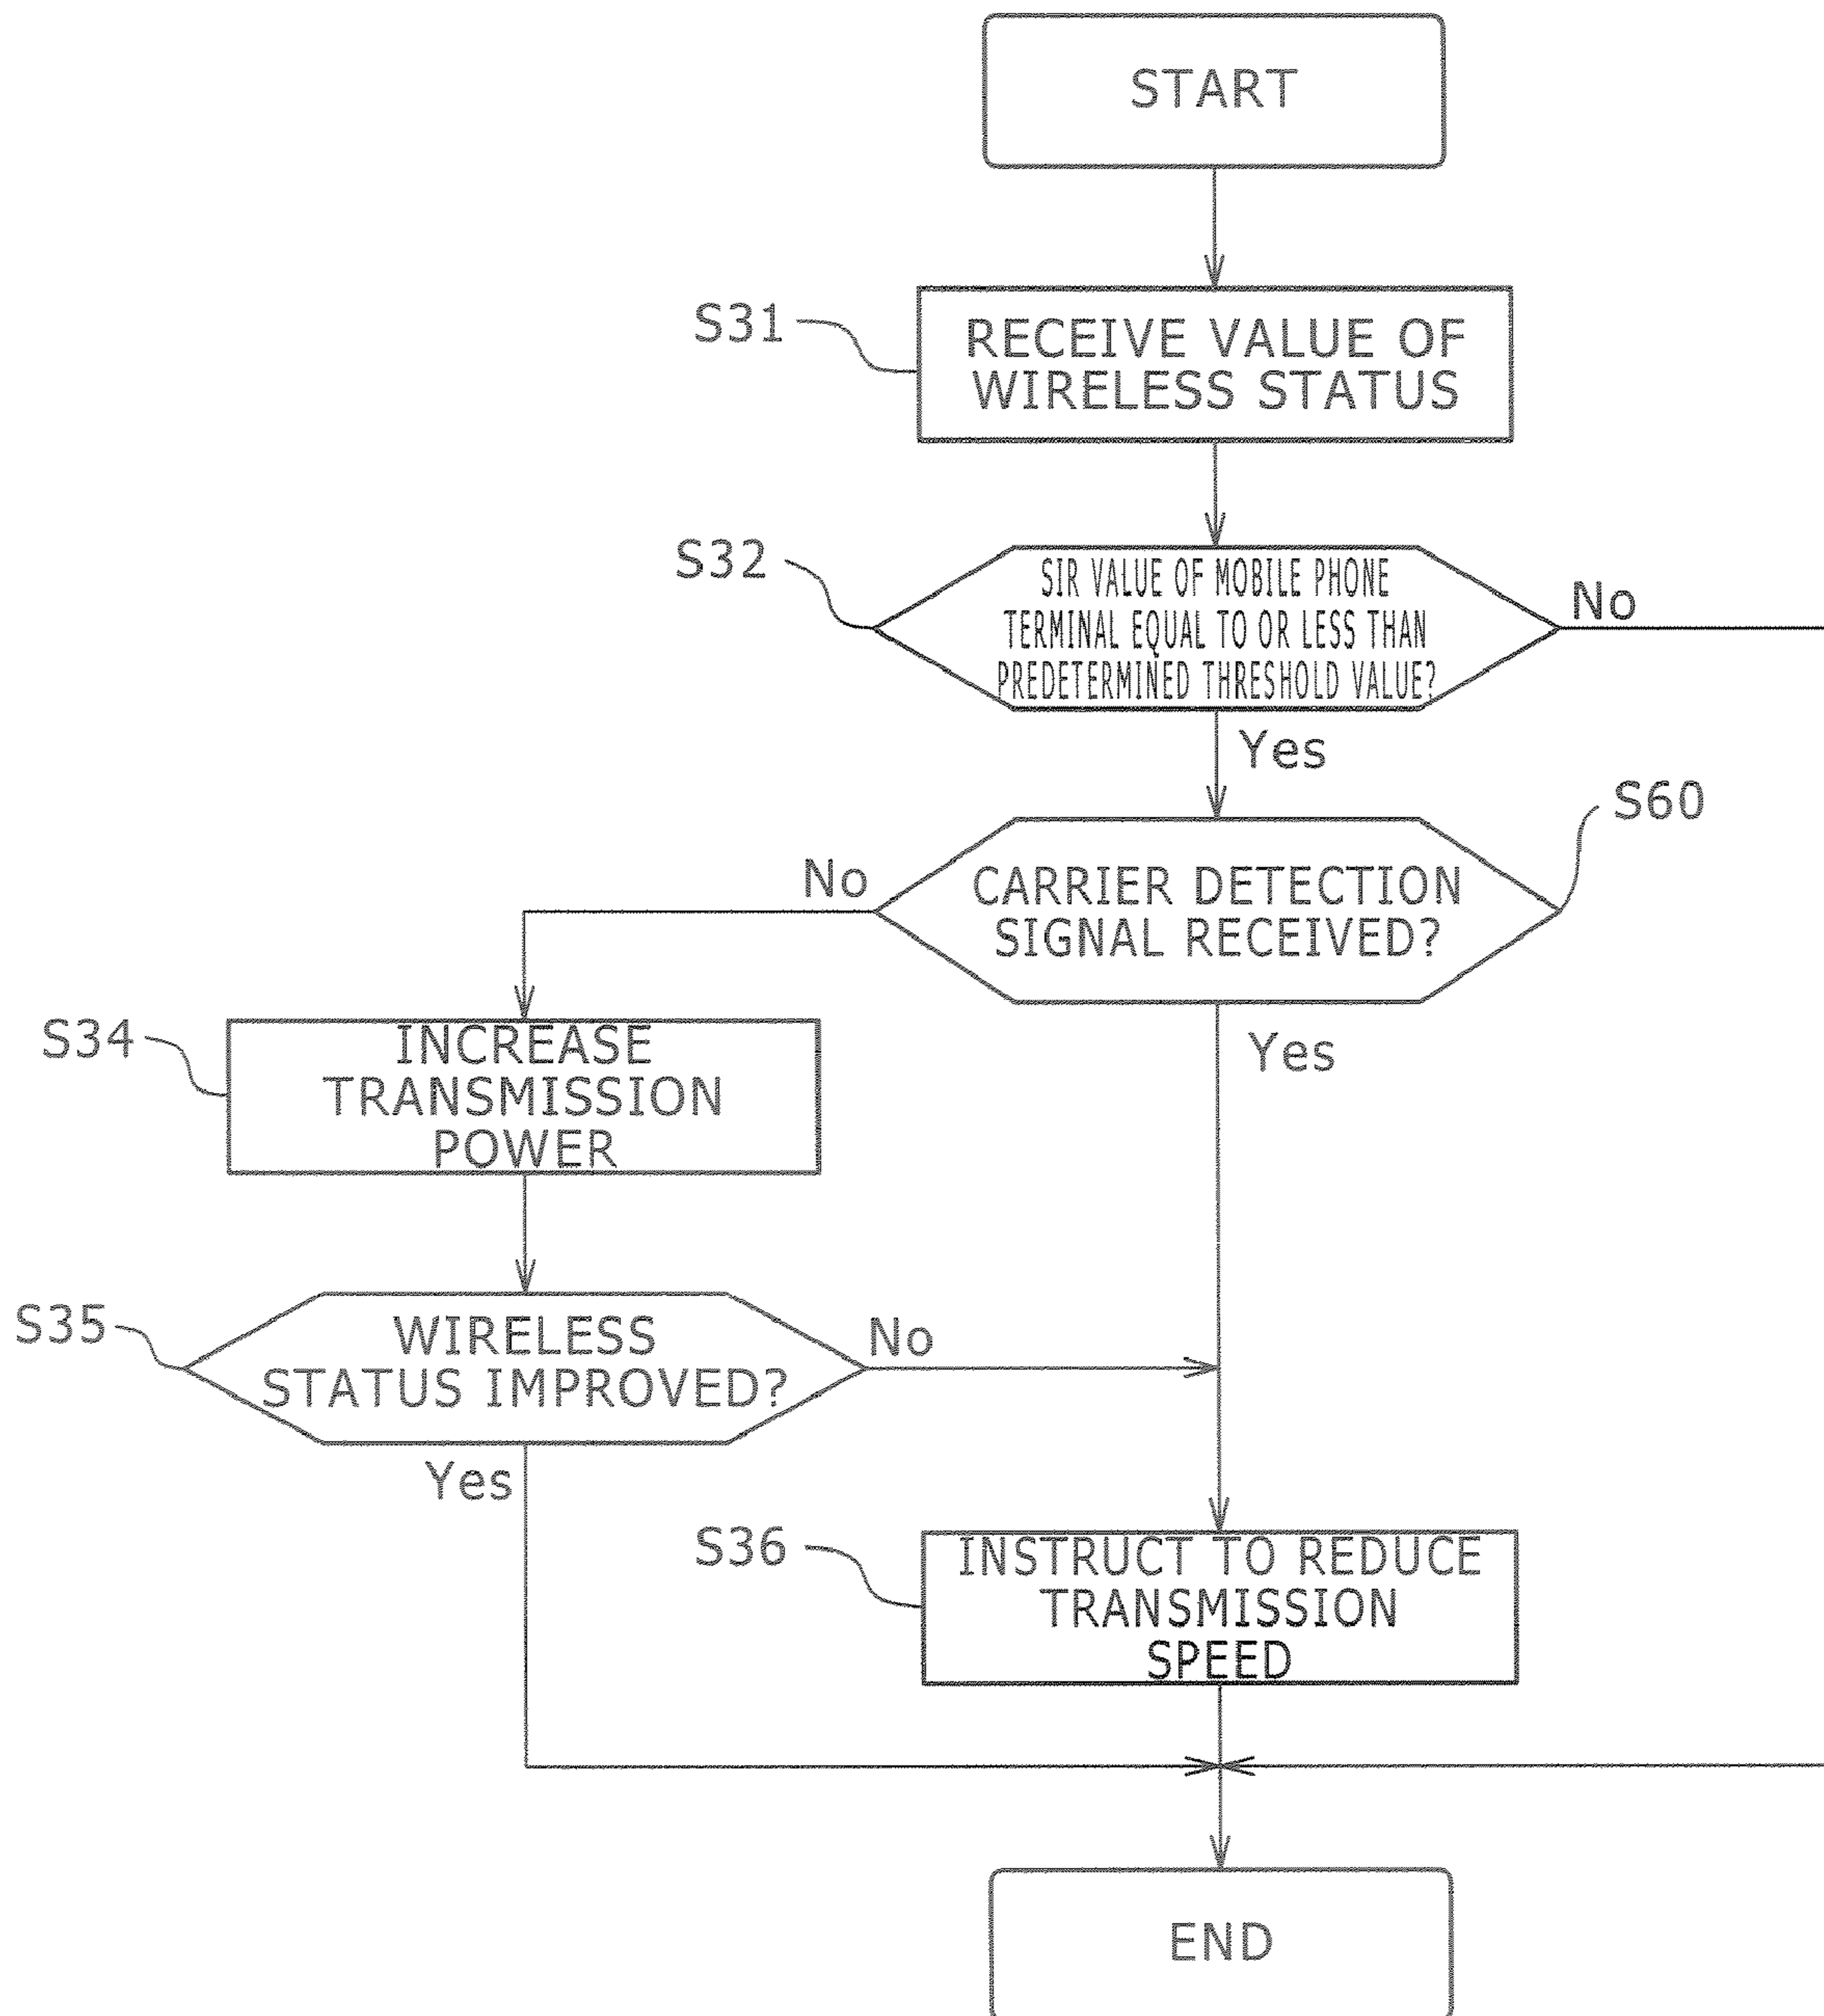 START
S31
RECEIVE VALUE OF
WIRELESS STATUS
S32
SIR VALUE OF MOBILE PHONE
TERMINAL EQUAL TO OR LESS THAN
PREDETERMINED THRESHOLD VALUE?
No
Yes
S60
CARRIER DETECTION
SIGNAL RECEIVED?
No
Yes
S34
INCREASE
TRANSMISSION
POWER
S35
WIRELESS
STATUS IMPROVED?
No
Yes
S36
INSTRUCT TO REDUCE
TRANSMISSION
SPEED
END